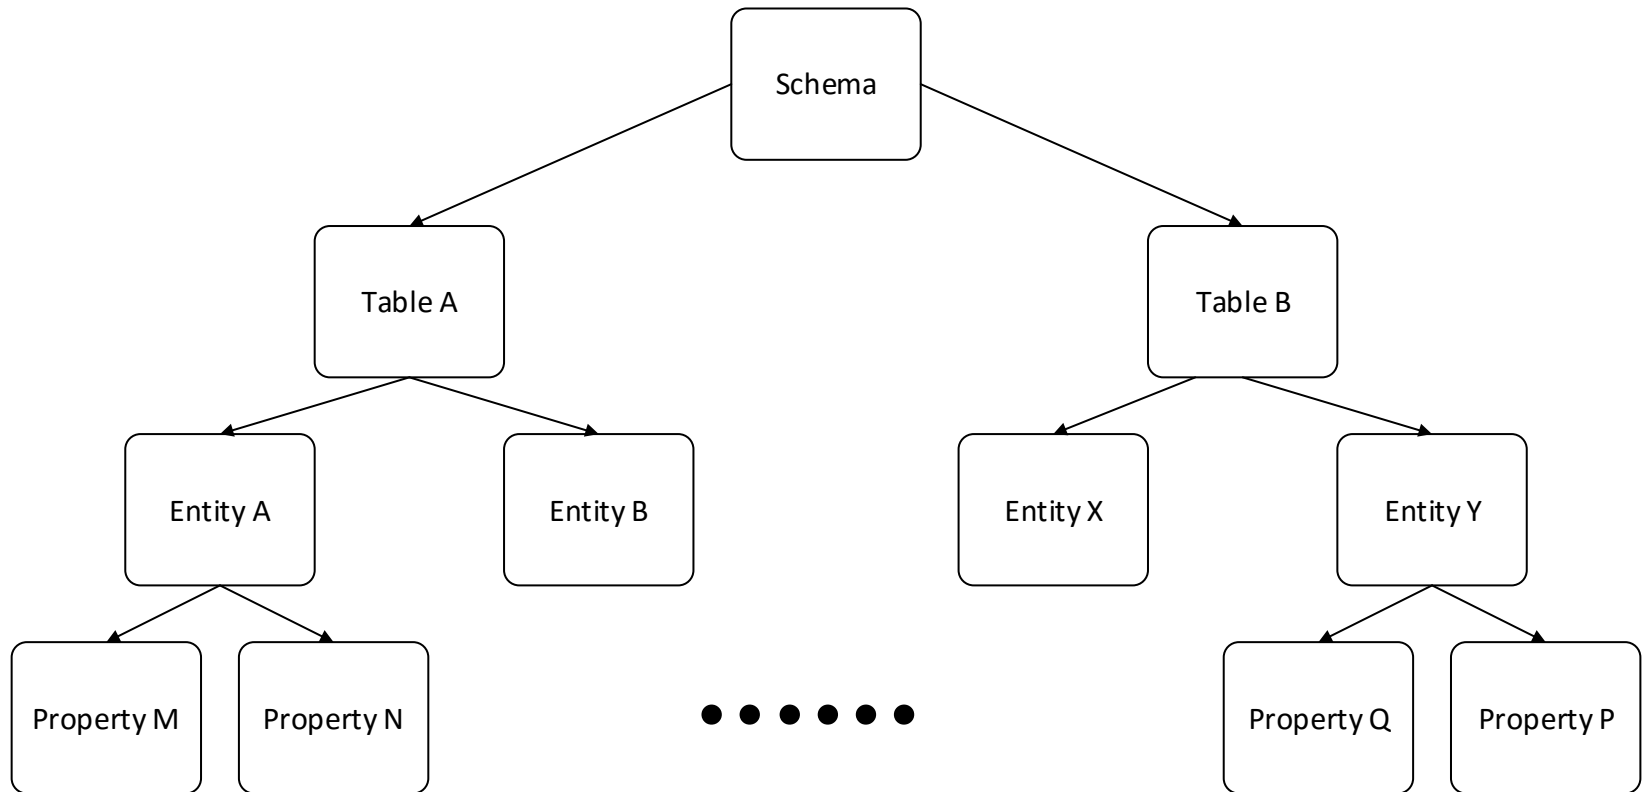 Schema
Table A
Table B
Entity A
Entity B
Entity X
Entity Y
Property M
Property N
Property Q
Property P